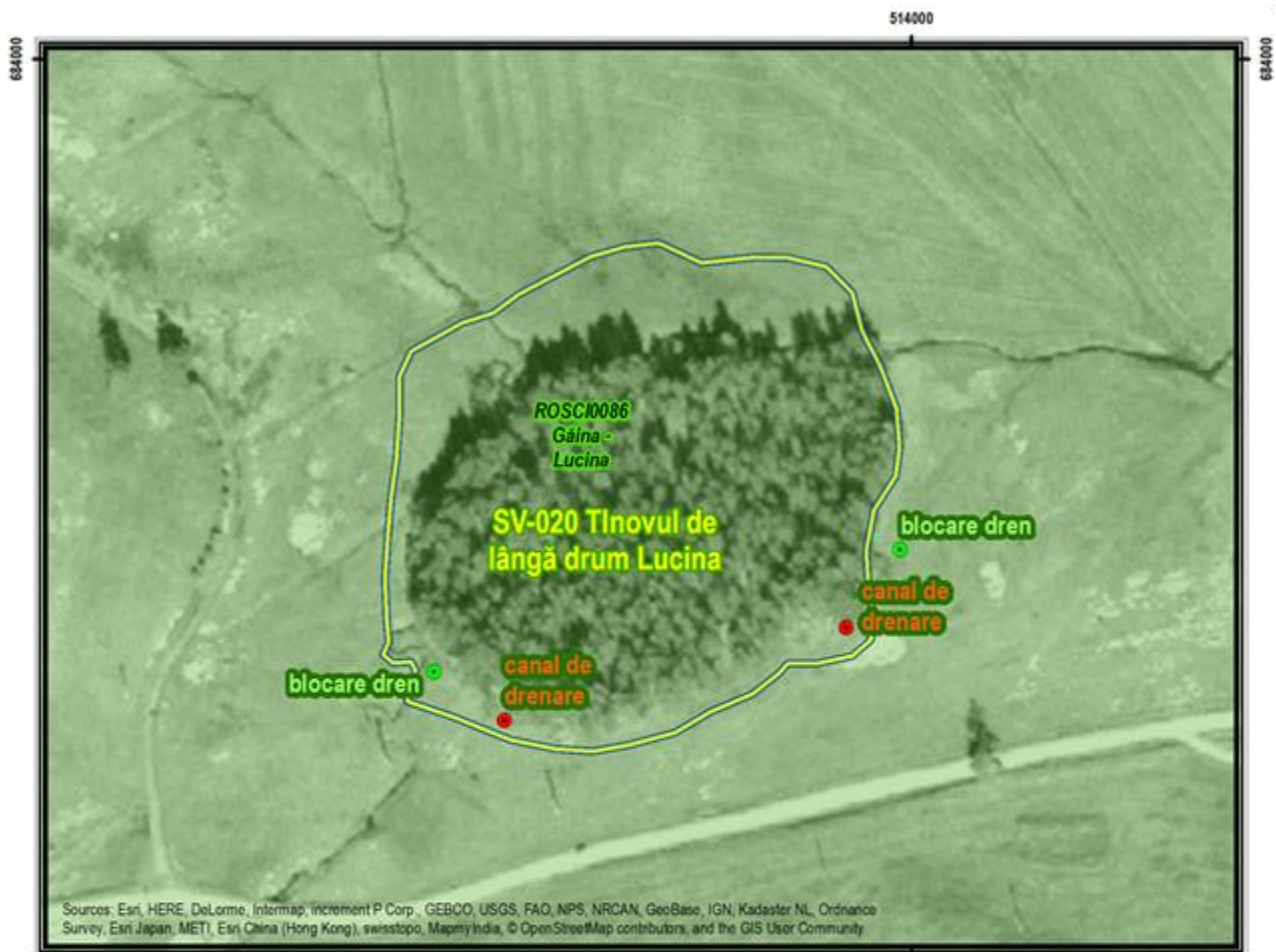 514000
684000
684000
ROSCI0086
Găina -
Lucina
SV-020 TInovul de
lângă drum Lucina
blocare dren
canal de
drenare
canal de
drenare
blocare dren
Sources: Esri, HERE, DeLorme, Intermap, increment P Corp., GEBCO, USGS, FAO, NPS, NRCAN, GeoBase, IGN, Kadaster NL, Ordnance
Survey, Esri Japan, METI, Esri China (Hong Kong), swisstopo, MapmyIndia, © OpenStreetMap contributors, and the GIS User Community